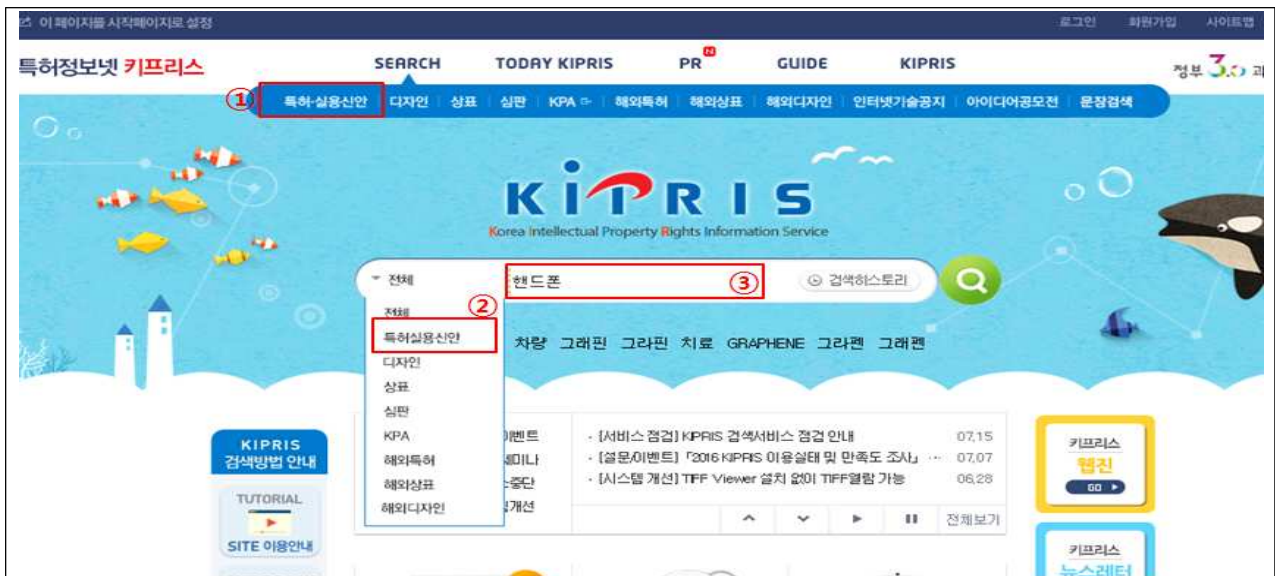 이 페이지를 시작페이지로 설정
로그인 회원가입 사이트맵
특허정보넷 키프리스
SEARCH TODAY KIPRIS PR N GUIDE KIPRIS
정부 3.0 과
① 특허·실용신안 디자인 상표 심판 KPA 해외특허 해외상표 해외디자인 인터넷기술공지 아이디어공모전 문장검색
KIPRIS
Korea Intellectual Property Rights Information Service
전체 핸드폰 ③ 검색히스토리
전체 ②
특허실용신안
차량 그래핀 그라핀 치료 GRAPHENE 그라펜 그래펜
디자인
상표
심판
KPA
해외특허
해외상표
해외디자인
이벤트
세미나
중단
개선
· [서비스 점검] KIPRIS 검색서비스 점검 안내 07.15
· [설문/이벤트] 「2016 KIPRIS 이용실태 및 만족도 조사」 ··· 07.07
· [시스템 개선] TIFF Viewer 설치 없이 TIFF열람 가능 06.28
전체보기
KIPRIS
검색방법 안내
TUTORIAL
SITE 이용안내
키프리스
웹진
GO
키프리스
뉴스레터